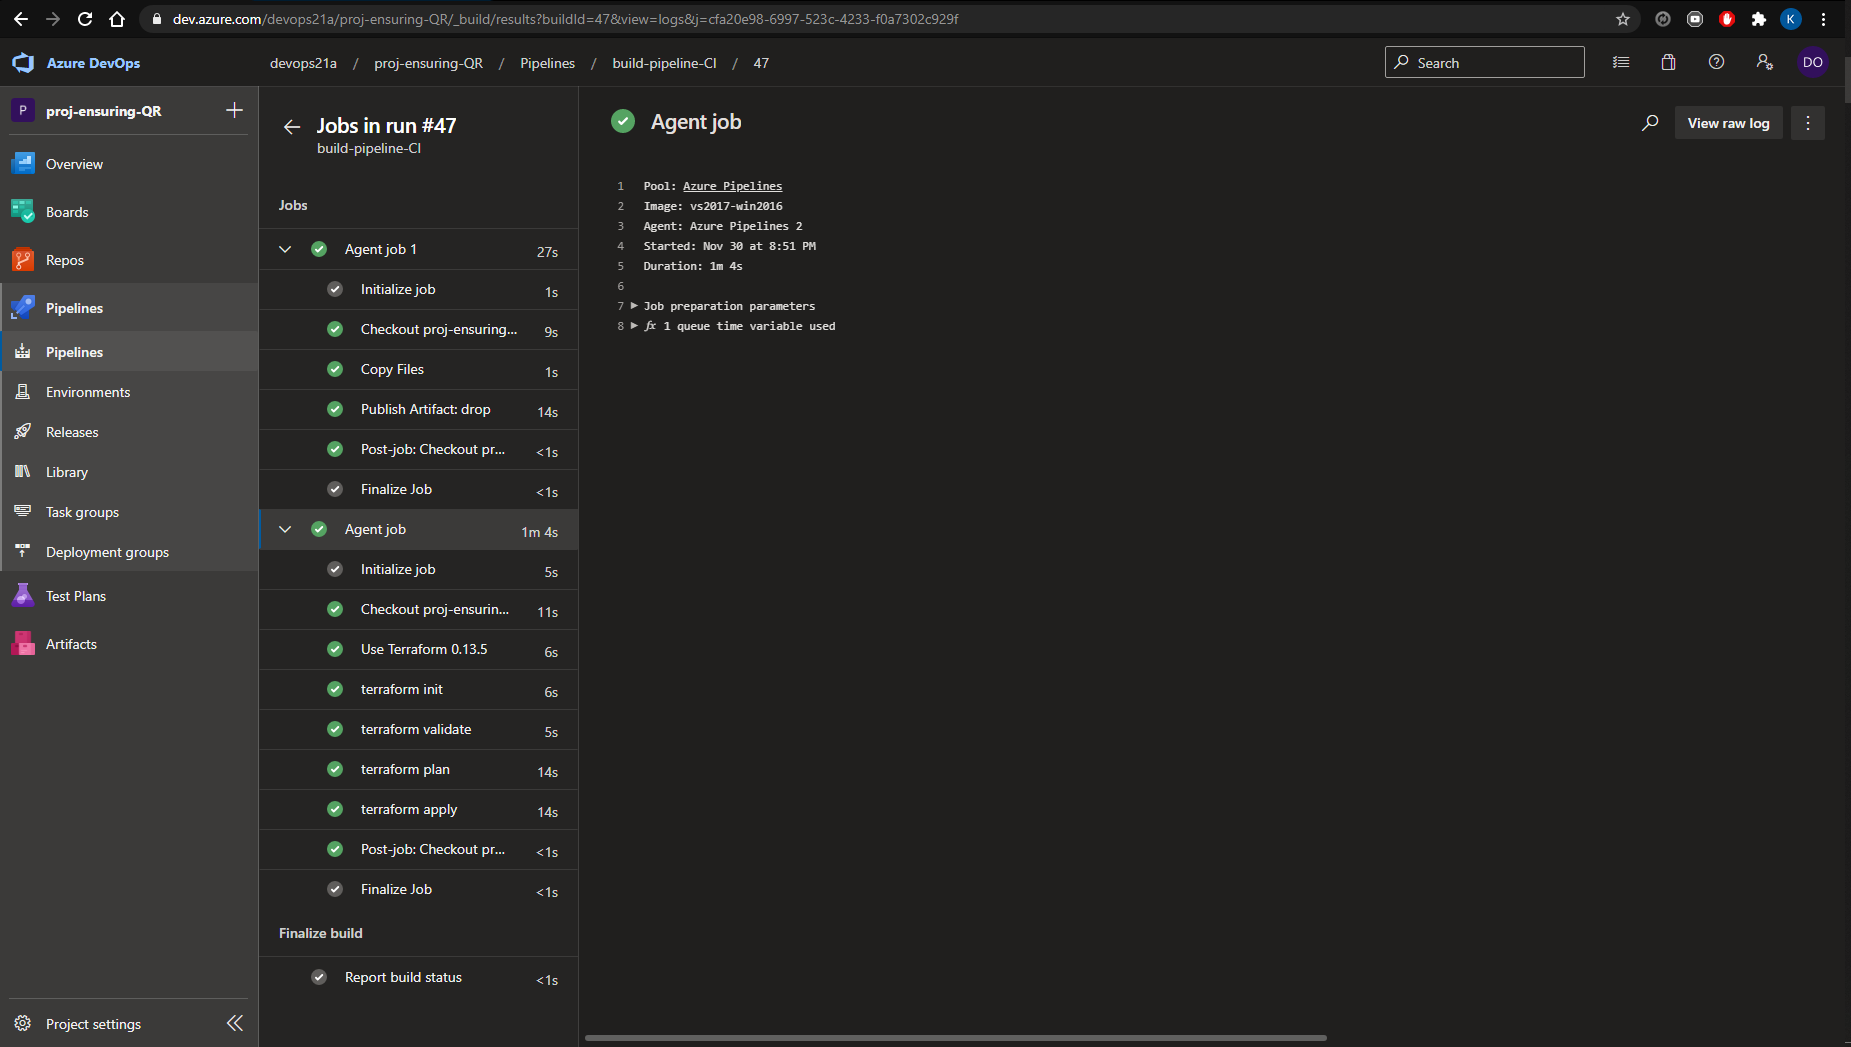 dev.azure.com/devops21a/proj-ensuring-QR/_build/results?buildId=47&view=logs&j=cfa20e98-6997-523c-4233-f0a7302c929f
K
Azure DevOps
devops21a / proj-ensuring-QR / Pipelines / build-pipeline-CI / 47
Search
DO
P
proj-ensuring-QR
Overview
Boards
Repos
Pipelines
Pipelines
Environments
Releases
Library
Task groups
Deployment groups
Test Plans
Artifacts
Project settings
Jobs in run #47
build-pipeline-CI
Jobs
Agent job 1 27s
Initialize job 1s
Checkout proj-ensuring... 9s
Copy Files 1s
Publish Artifact: drop 14s
Post-job: Checkout pr... <1s
Finalize Job <1s
Agent job 1m 4s
Initialize job 5s
Checkout proj-ensurin... 11s
Use Terraform 0.13.5 6s
terraform init 6s
terraform validate 5s
terraform plan 14s
terraform apply 14s
Post-job: Checkout pr... <1s
Finalize Job <1s
Finalize build
Report build status <1s
Agent job
View raw log
1 Pool: Azure Pipelines
2 Image: vs2017-win2016
3 Agent: Azure Pipelines 2
4 Started: Nov 30 at 8:51 PM
5 Duration: 1m 4s
6
7 Job preparation parameters
8 fx 1 queue time variable used